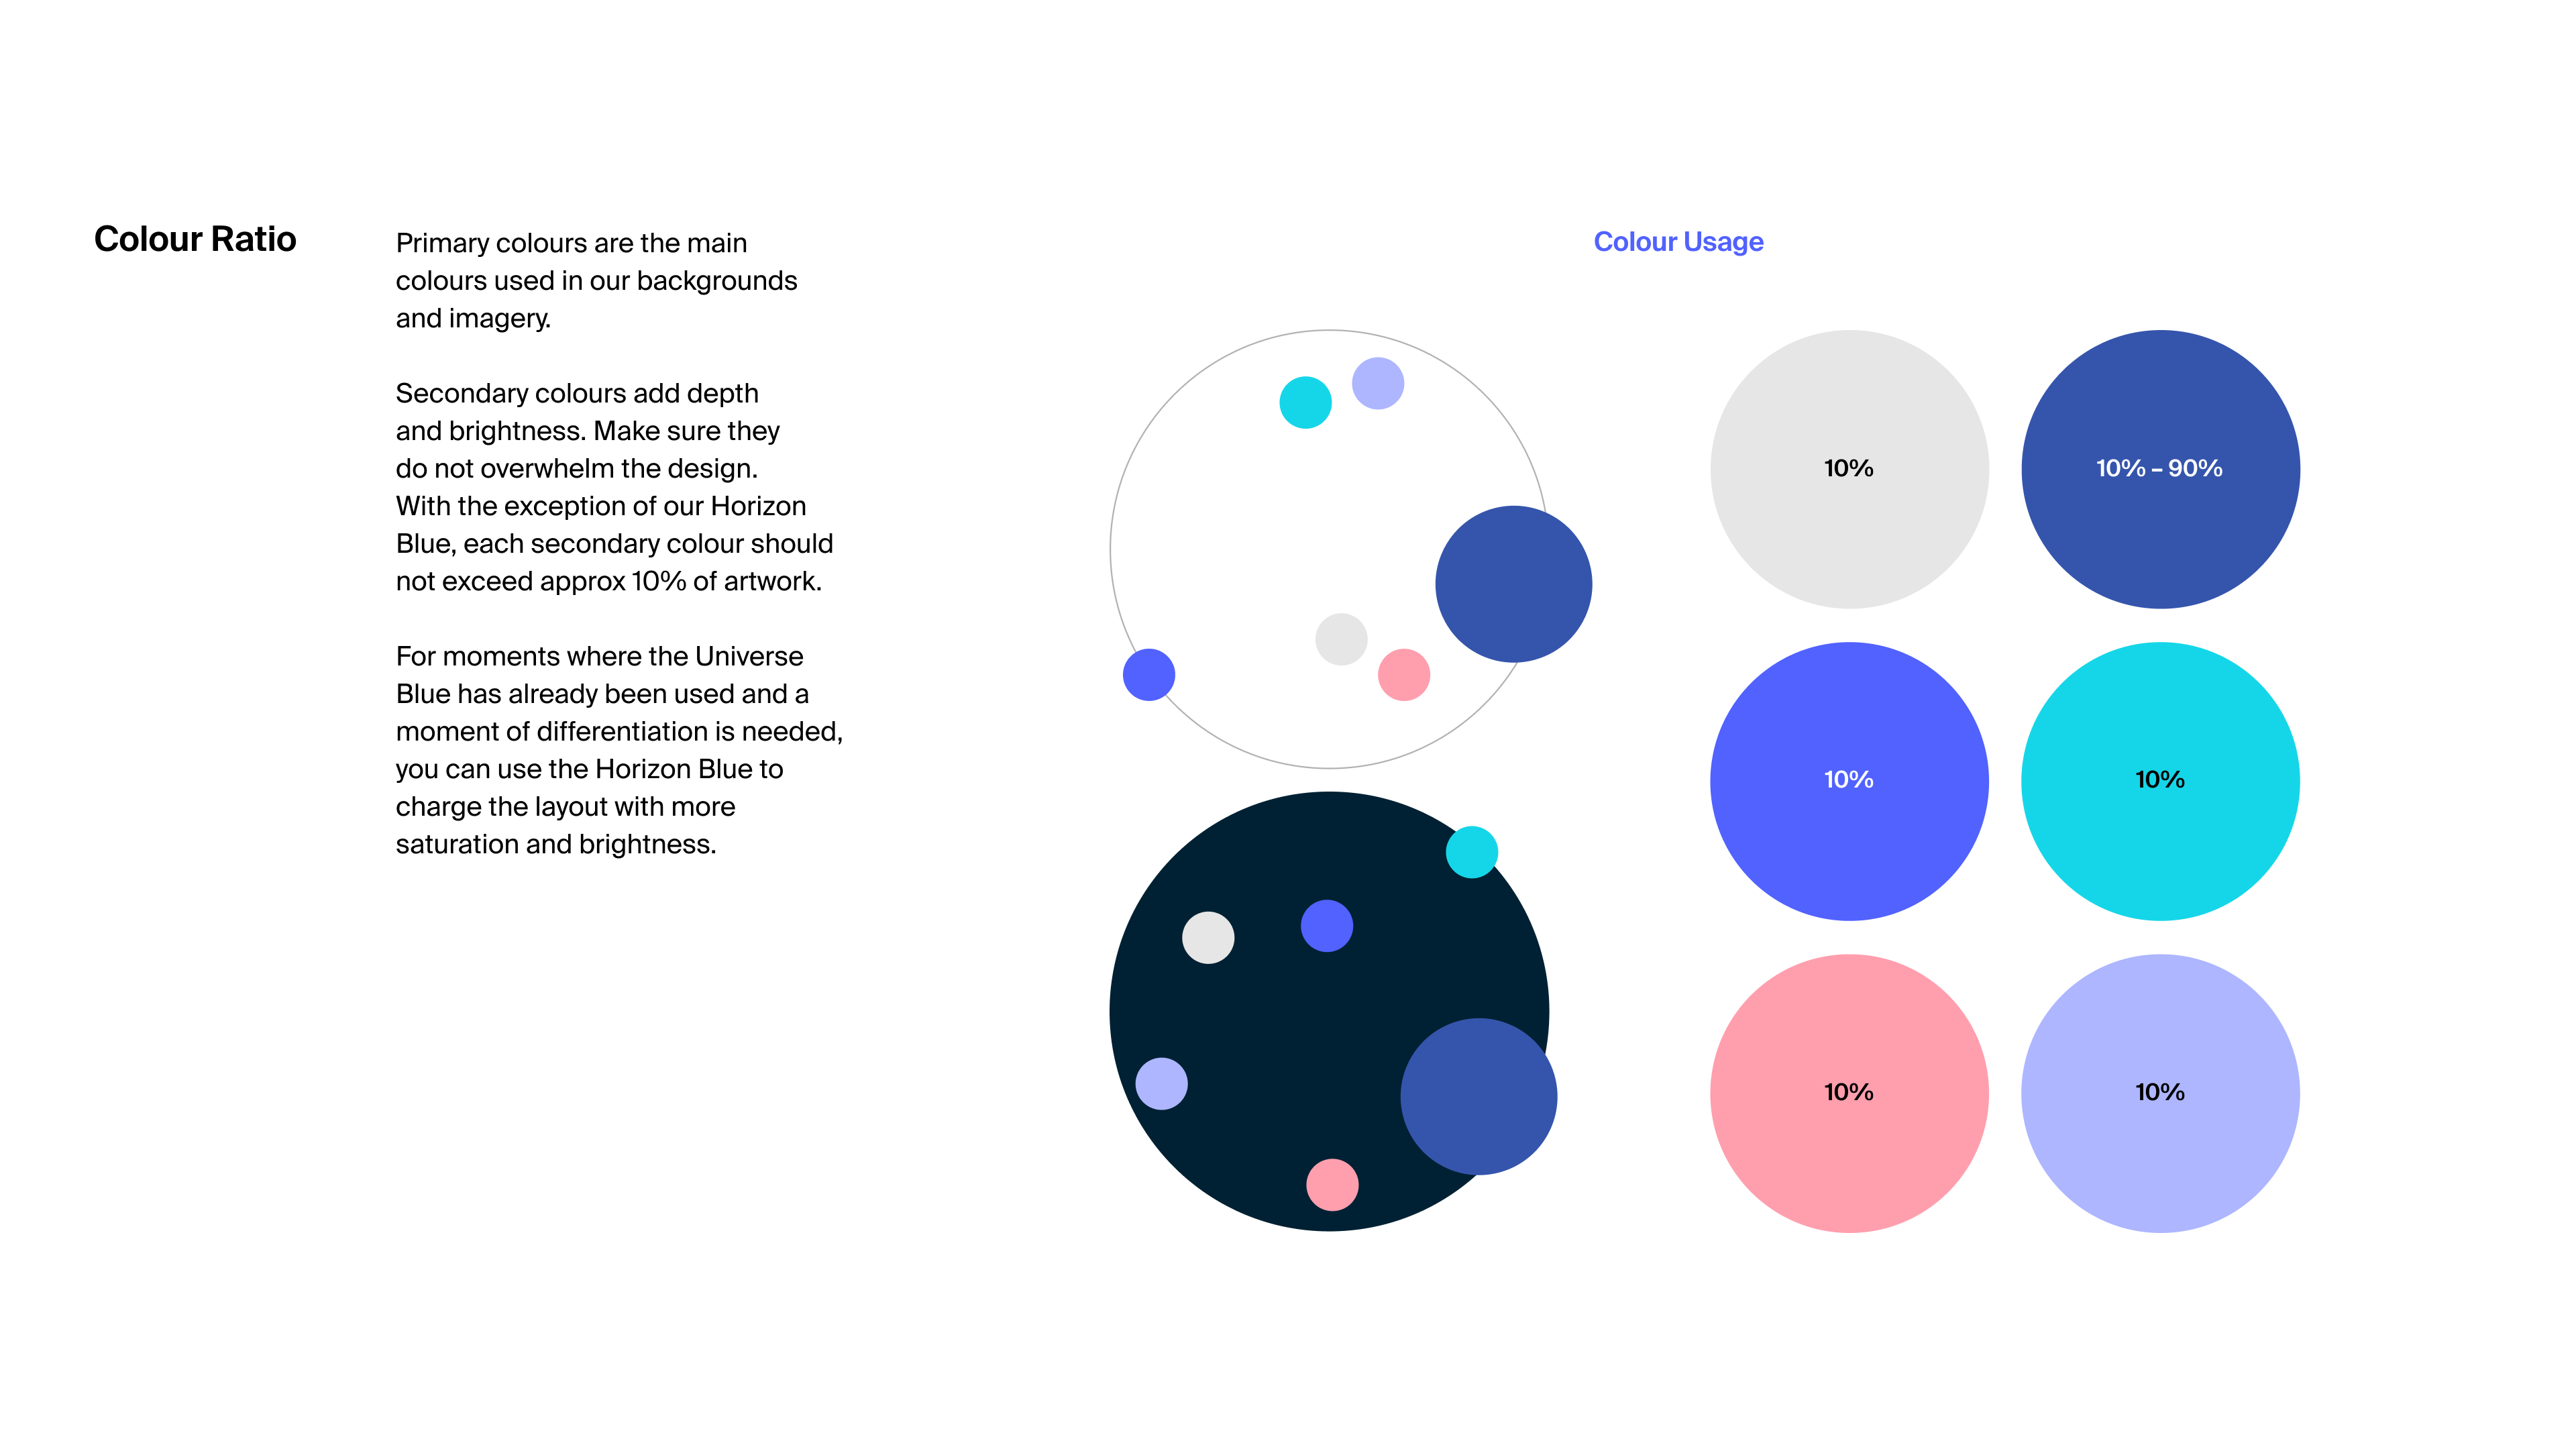 Colour Ratio
Primary colours are the main
colours used in our backgrounds
and imagery.
Secondary colours add depth
and brightness. Make sure they
do not overwhelm the design.
With the exception of our Horizon
Blue, each secondary colour should
not exceed approx 10% of artwork.
For moments where the Universe
Blue has already been used and a
moment of differentiation is needed,
you can use the Horizon Blue to
charge the layout with more
saturation and brightness.
Colour Usage
10%
10% – 90%
10%
10%
10%
10%